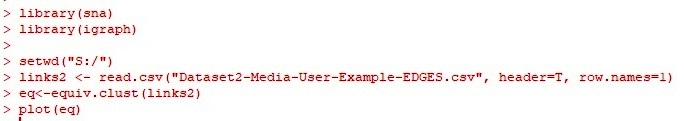 > library(sna)
> library(igraph)
>
> setwd("S:/")
> links2 <- read.csv("Dataset2-Media-User-Example-EDGES.csv", header=T, row.names=1)
> eq<-equiv.clust(links2)
> plot(eq)